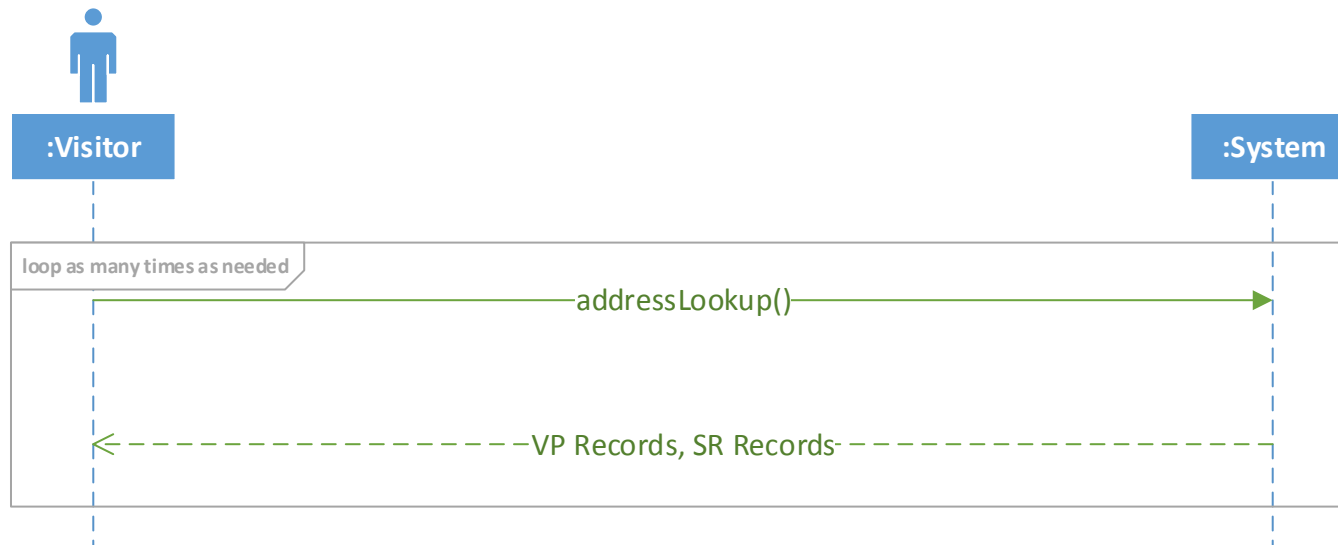 :Visitor
:System
loop as many times as needed
addressLookup()
VP Records, SR Records